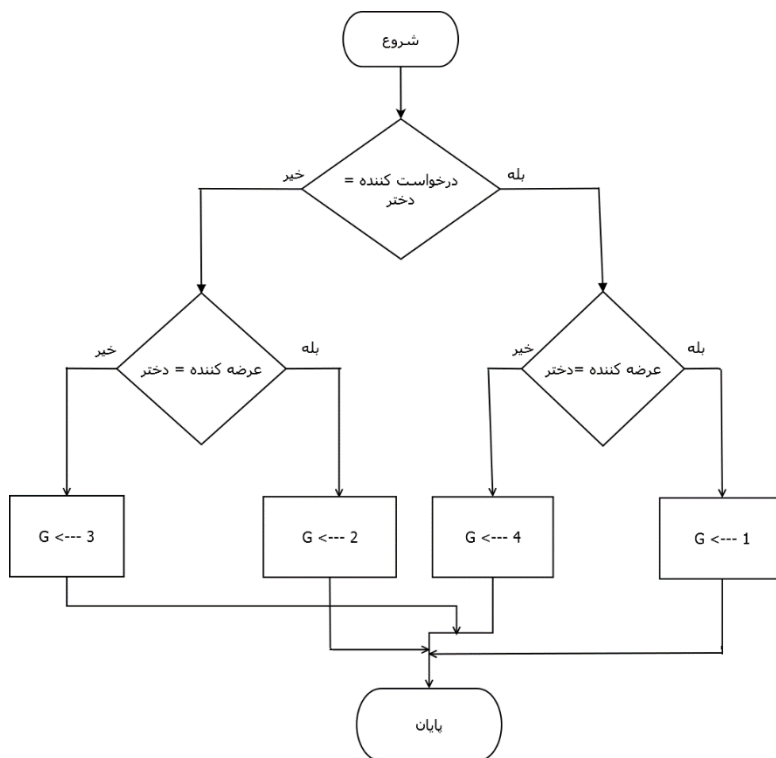 شروع
درخواست کننده =
دختر
بله
خیر
عرضه کننده =دختر
بله
خیر
عرضه کننده = دختر
بله
خیر
G <--- 1
G <--- 4
G <--- 2
G <--- 3
پایان